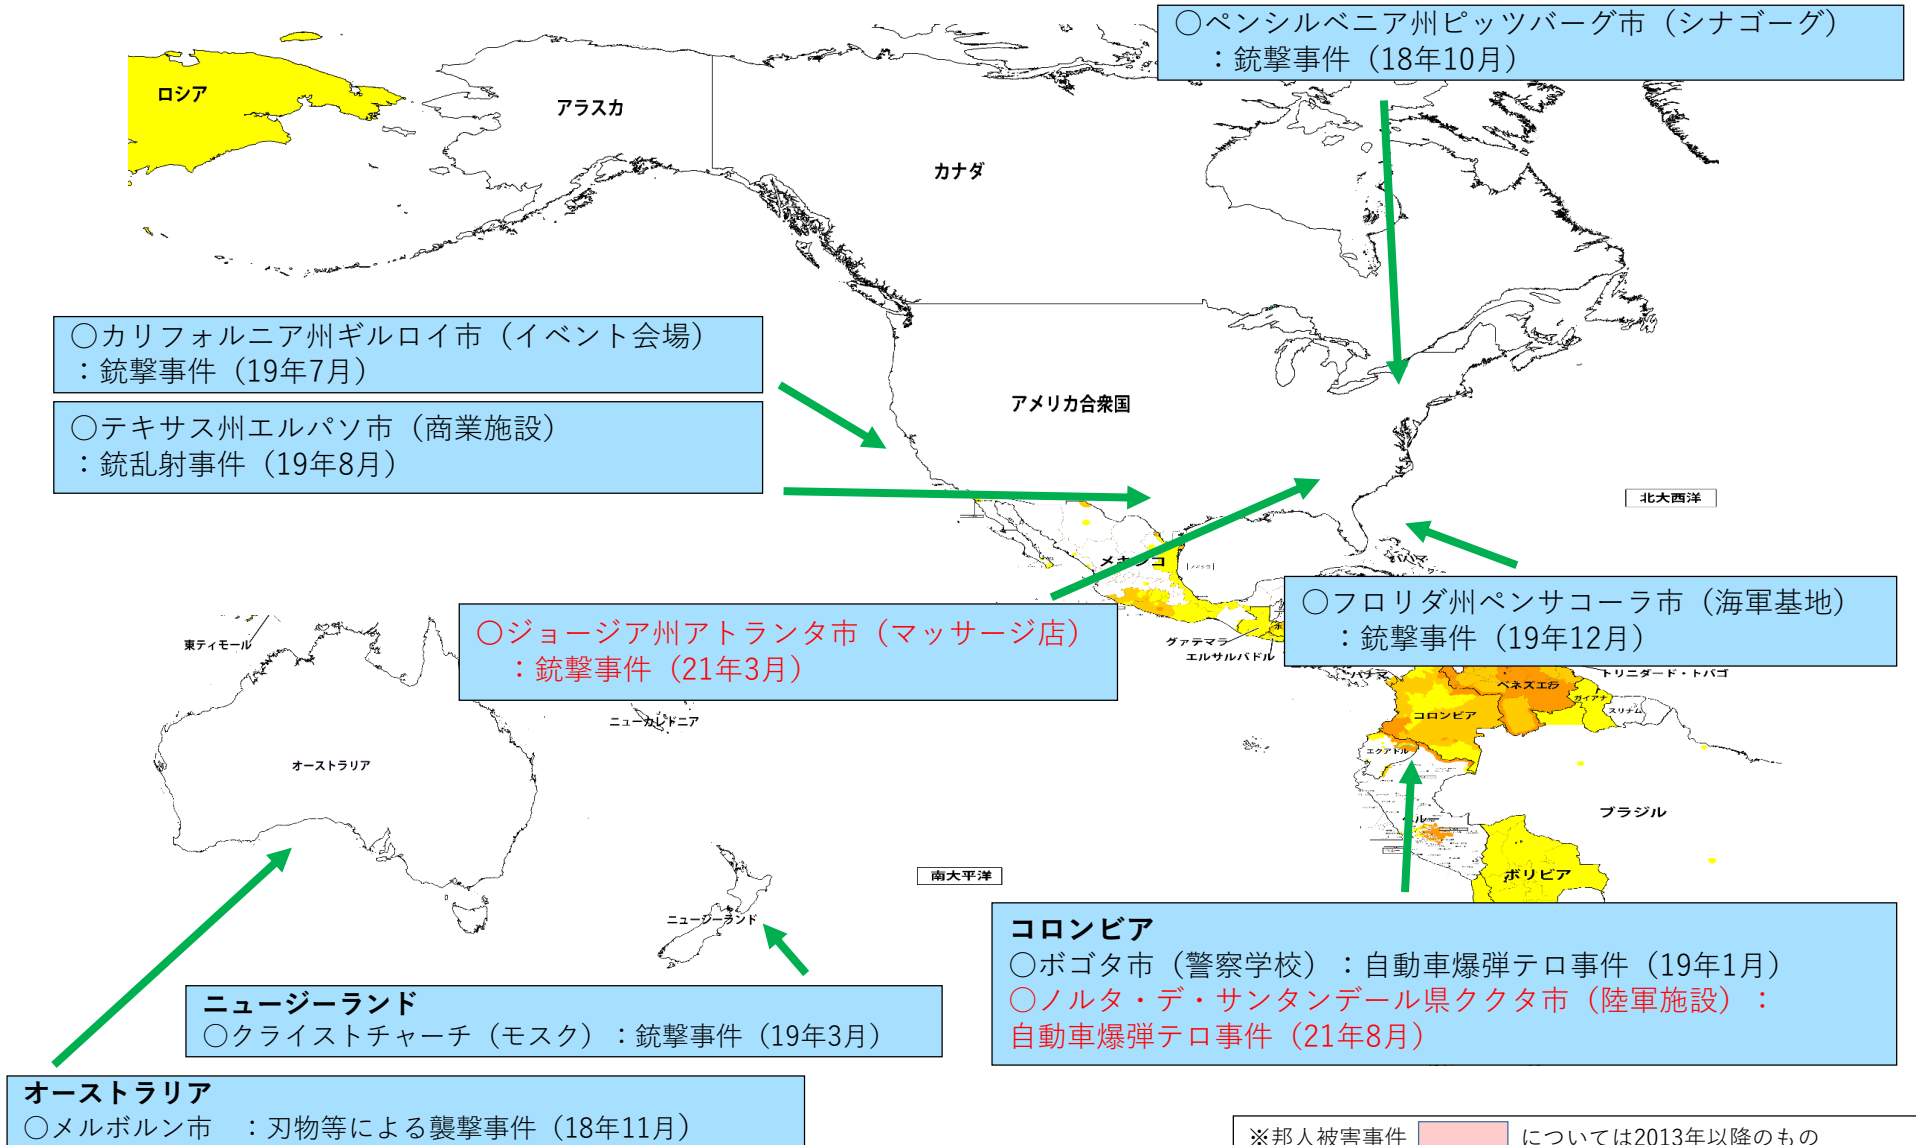 ○ペンシルベニア州ピッツバーグ市（シナゴーグ）
：銃撃事件（18年10月）
ロシア
アラスカ
カナダ
○カリフォルニア州ギルロイ市（イベント会場）
：銃撃事件（19年7月）
アメリカ合衆国
○テキサス州エルパソ市（商業施設）
：銃乱射事件（19年8月）
北大西洋
メキシコ
バハマ
○フロリダ州ペンサコーラ市（海軍基地）
：銃撃事件（19年12月）
○ジョージア州アトランタ市（マッサージ店）
：銃撃事件（21年3月）
東ティモール
グァテマラ
エルサルバドル
パナマ
トリニダード・トバゴ
ベネズエラ
ガイアナ
スリナム
コロンビア
ニューカレドニア
エクアドル
オーストラリア
ブラジル
ペルー
ボリビア
南大平洋
ニュージーランド
コロンビア
○ボゴタ市（警察学校）：自動車爆弾テロ事件（19年1月）
○ノルタ・デ・サンタンデール県ククタ市（陸軍施設）：
自動車爆弾テロ事件（21年8月）
ニュージーランド
○クライストチャーチ（モスク）：銃撃事件（19年3月）
オーストラリア
○メルボルン市　：刃物等による襲撃事件（18年11月）
※邦人被害事件　　　については2013年以降のもの